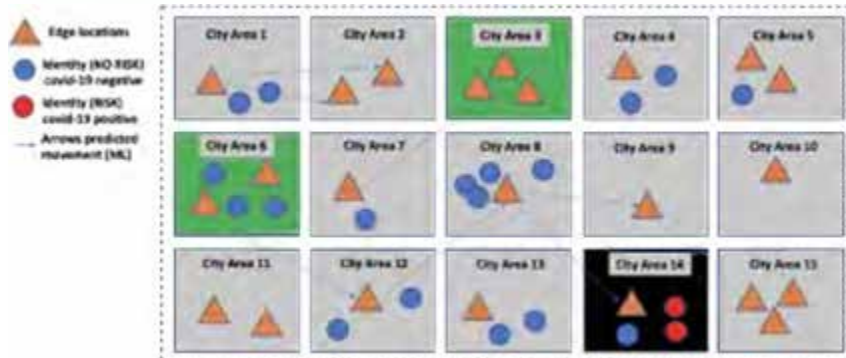 Edge locations
Identity (NO RISK)
covid-19 negative
Identity (RISK)
covid-19 positive
Arrows predicted
movement (ML)
City Area 1
City Area 2
City Area 3
City Area 4
City Area 5
City Area 6
City Area 7
City Area 8
City Area 9
City Area 10
City Area 11
City Area 12
City Area 13
City Area 14
City Area 15